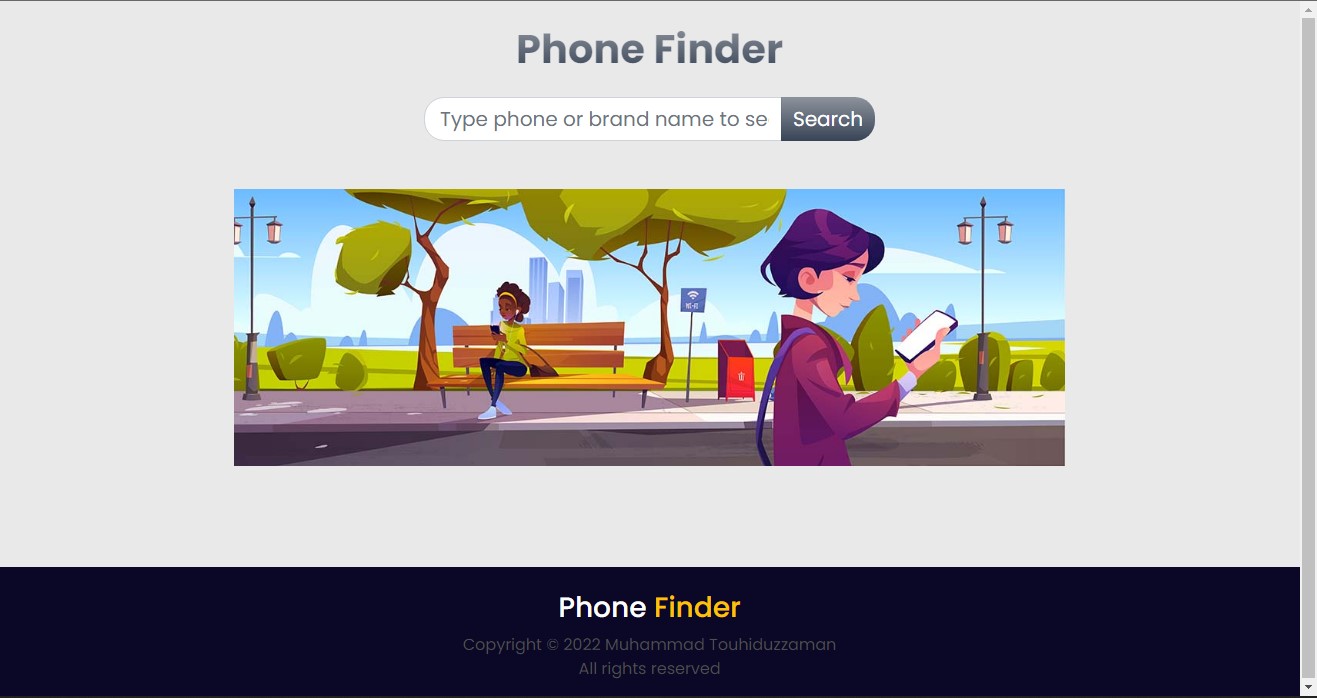 Phone Finder
Type phone or brand name to se
Search
Wi-Fi
Phone Finder
Copyright © 2022 Muhammad Touhiduzzaman
All rights reserved